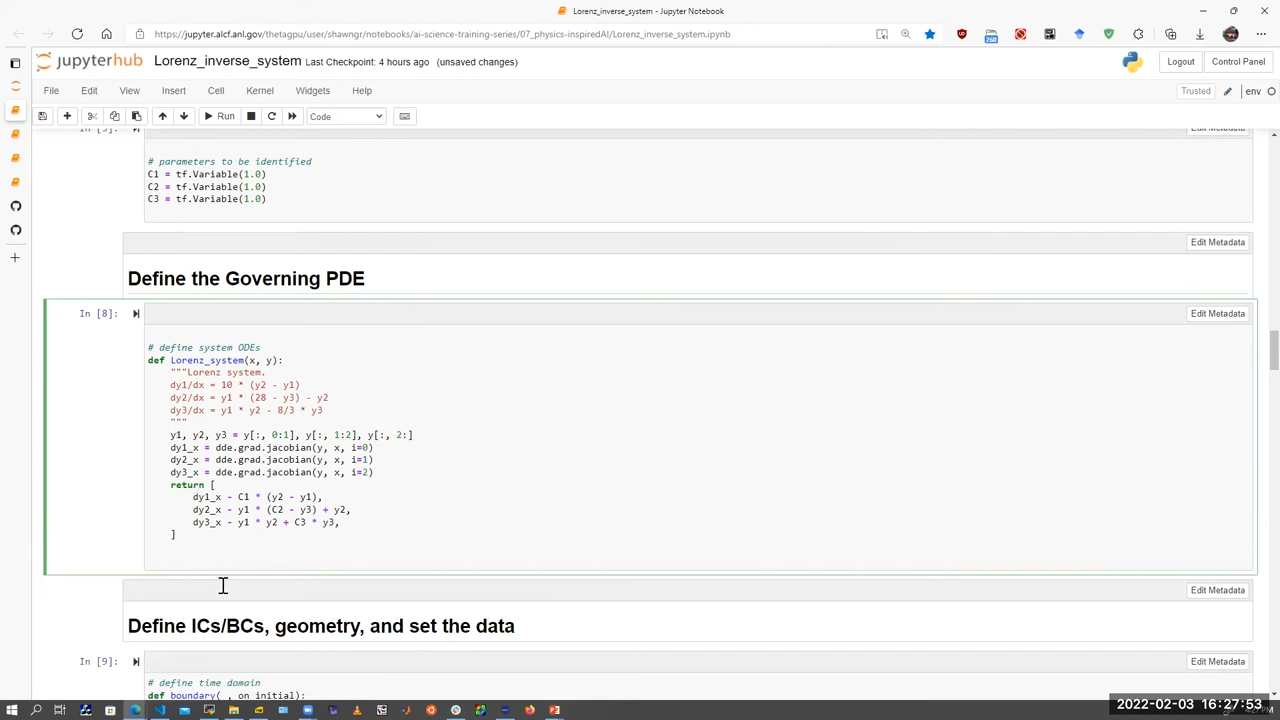 Lorenz_inverse_system - Jupyter Notebook
https://jupyter.alcf.anl.gov/thetagpu/user/shawngr/notebooks/ai-science-training-series/07_physics-inspiredAI/Lorenz_inverse_system.ipynb
jupyterhub Lorenz_inverse_system Last Checkpoint: 4 hours ago (unsaved changes) Logout Control Panel
File Edit View Insert Cell Kernel Widgets Help Trusted env
Run Code
Edit Metadata
# parameters to be identified
C1 = tf.Variable(1.0)
C2 = tf.Variable(1.0)
C3 = tf.Variable(1.0)
Edit Metadata
Define the Governing PDE
In [8]: Edit Metadata
# define system ODEs
def Lorenz_system(x, y):
"""Lorenz system.
dy1/dx = 10 * (y2 - y1)
dy2/dx = y1 * (28 - y3) - y2
dy3/dx = y1 * y2 - 8/3 * y3
"""
y1, y2, y3 = y[:, 0:1], y[:, 1:2], y[:, 2:]
dy1_x = dde.grad.jacobian(y, x, i=0)
dy2_x = dde.grad.jacobian(y, x, i=1)
dy3_x = dde.grad.jacobian(y, x, i=2)
return [
dy1_x - C1 * (y2 - y1),
dy2_x - y1 * (C2 - y3) + y2,
dy3_x - y1 * y2 + C3 * y3,
]
Edit Metadata
Define ICs/BCs, geometry, and set the data
In [9]: Edit Metadata
# define time domain
def boundary(_, on_initial):
2022-02-03 16:27:53